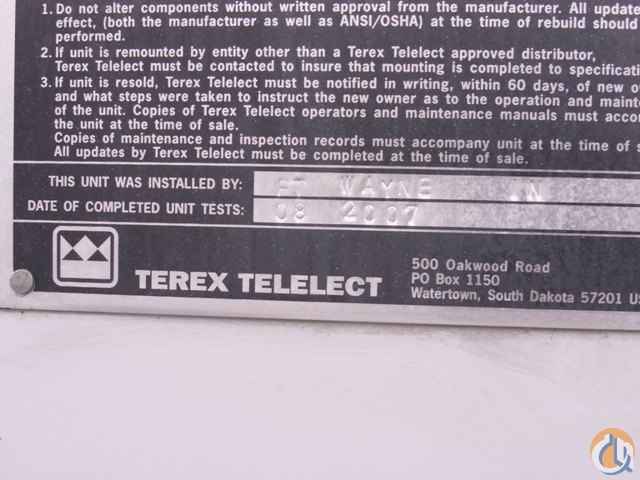 1. Do not alter components without written approval from the manufacturer. All update
effect, (both the manufacturer as well as ANSI/OSHA) at the time of rebuild should
performed.
2. If unit is remounted by entity other than a Terex Telelect approved distributor,
Terex Telelect must be contacted to insure that mounting is completed to specificati
3. If unit is resold, Terex Telelect must be notified in writing, within 60 days, of new o
and what steps were taken to instruct the new owner as to the operation and maint
of the unit. Copies of Terex Telelect operators and maintenance manuals must acco
the unit at the time of sale.
Copies of maintenance and inspection records must accompany unit at the time of s
All updates by Terex Telelect must be completed at the time of sale.
THIS UNIT WAS INSTALLED BY: FT WAYNE IN
DATE OF COMPLETED UNIT TESTS: 08 2007
TEREX TELELECT
500 Oakwood Road
PO Box 1150
Watertown, South Dakota 57201 US